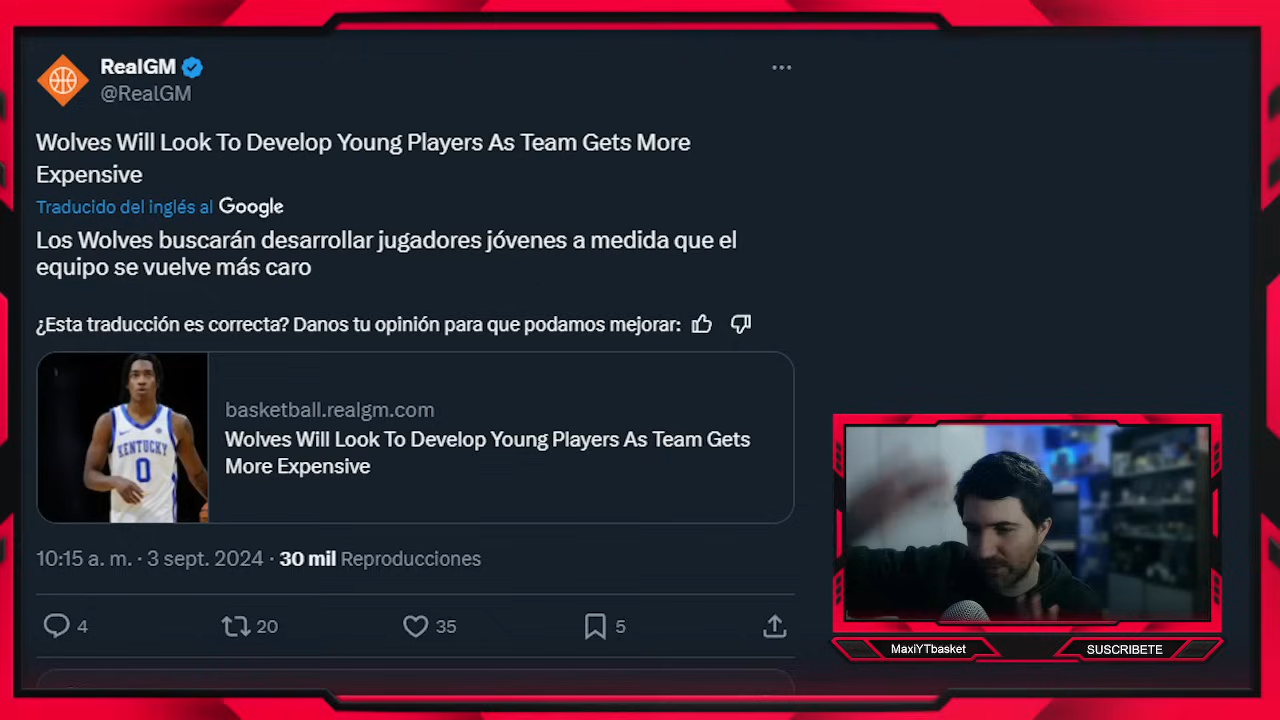 RealGM
@RealGM
Wolves Will Look To Develop Young Players As Team Gets More
Expensive
Traducido del inglés al Google
Los Wolves buscarán desarrollar jugadores jóvenes a medida que el
equipo se vuelve más caro
¿Esta traducción es correcta? Danos tu opinión para que podamos mejorar:
KENTUCKY
0
basketball.realgm.com
Wolves Will Look To Develop Young Players As Team Gets
More Expensive
10:15 a. m. · 3 sept. 2024 · 30 mil Reproducciones
4 20 35 5
MaxiYTbasket
SUSCRIBETE